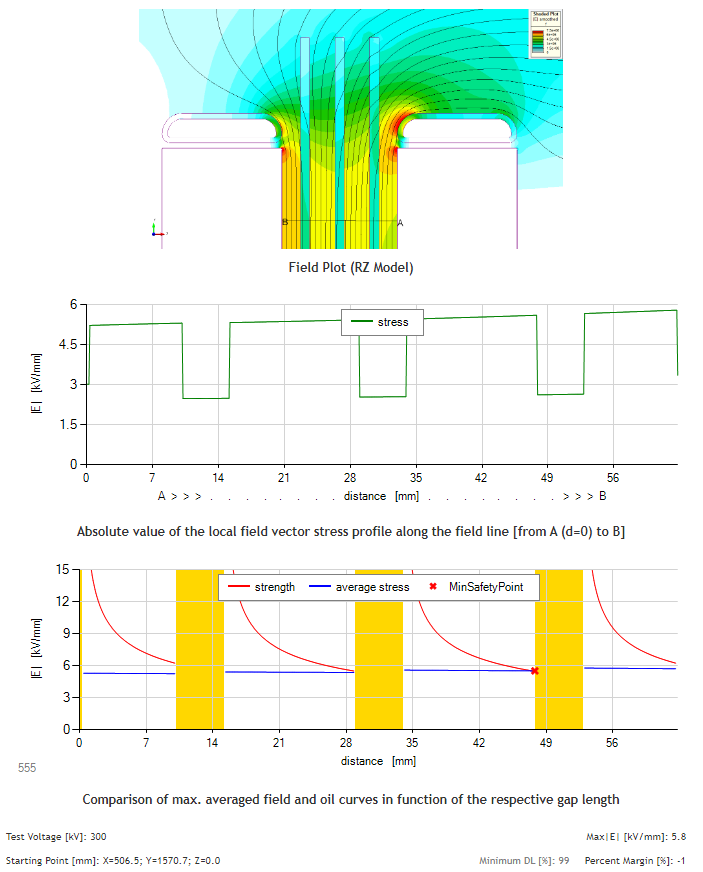 Shaded Plot
|E| smoothed
B
A
Field Plot (RZ Model)
6
4.5
3
1.5
0
|E| [kV/mm]
stress
0 7 14 21 28 35 42 49 56
A > > > . . . . . . . . distance [mm] . . . . . . . . > > > B
Absolute value of the local field vector stress profile along the field line [from A (d=0) to B]
15
12
9
6
3
0
|E| [kV/mm]
strength average stress MinSafetyPoint
0 7 14 21 28 35 42 49 56
distance [mm]
555
Comparison of max. averaged field and oil curves in function of the respective gap length
Test Voltage [kV]: 300 Max|E| [kV/mm]: 5.8
Starting Point [mm]: X=506.5; Y=1570.7; Z=0.0 Minimum DL [%]: 99 Percent Margin [%]: -1